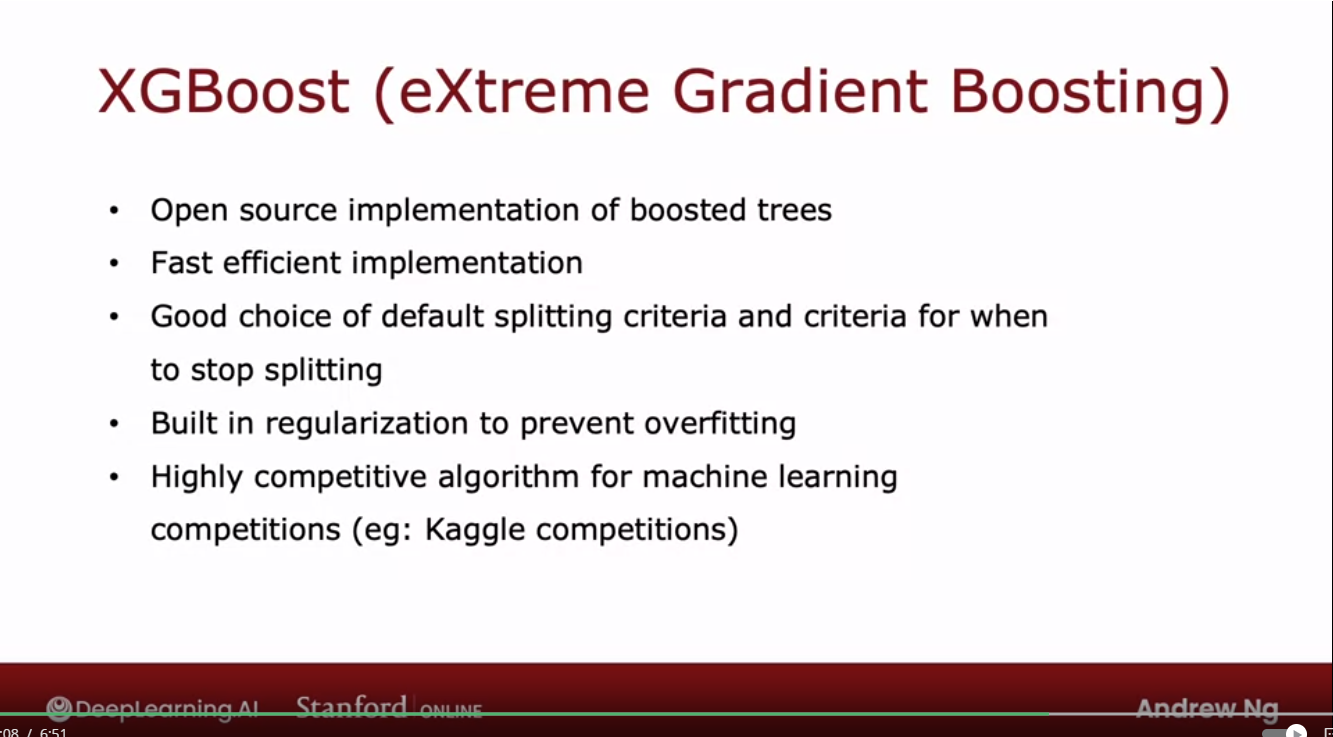 XGBoost (eXtreme Gradient Boosting)
• Open source implementation of boosted trees
• Fast efficient implementation
• Good choice of default splitting criteria and criteria for when
to stop splitting
• Built in regularization to prevent overfitting
• Highly competitive algorithm for machine learning
competitions (eg: Kaggle competitions)
DeepLearning.AI Stanford ONLINE Andrew Ng
:08 / 6:51